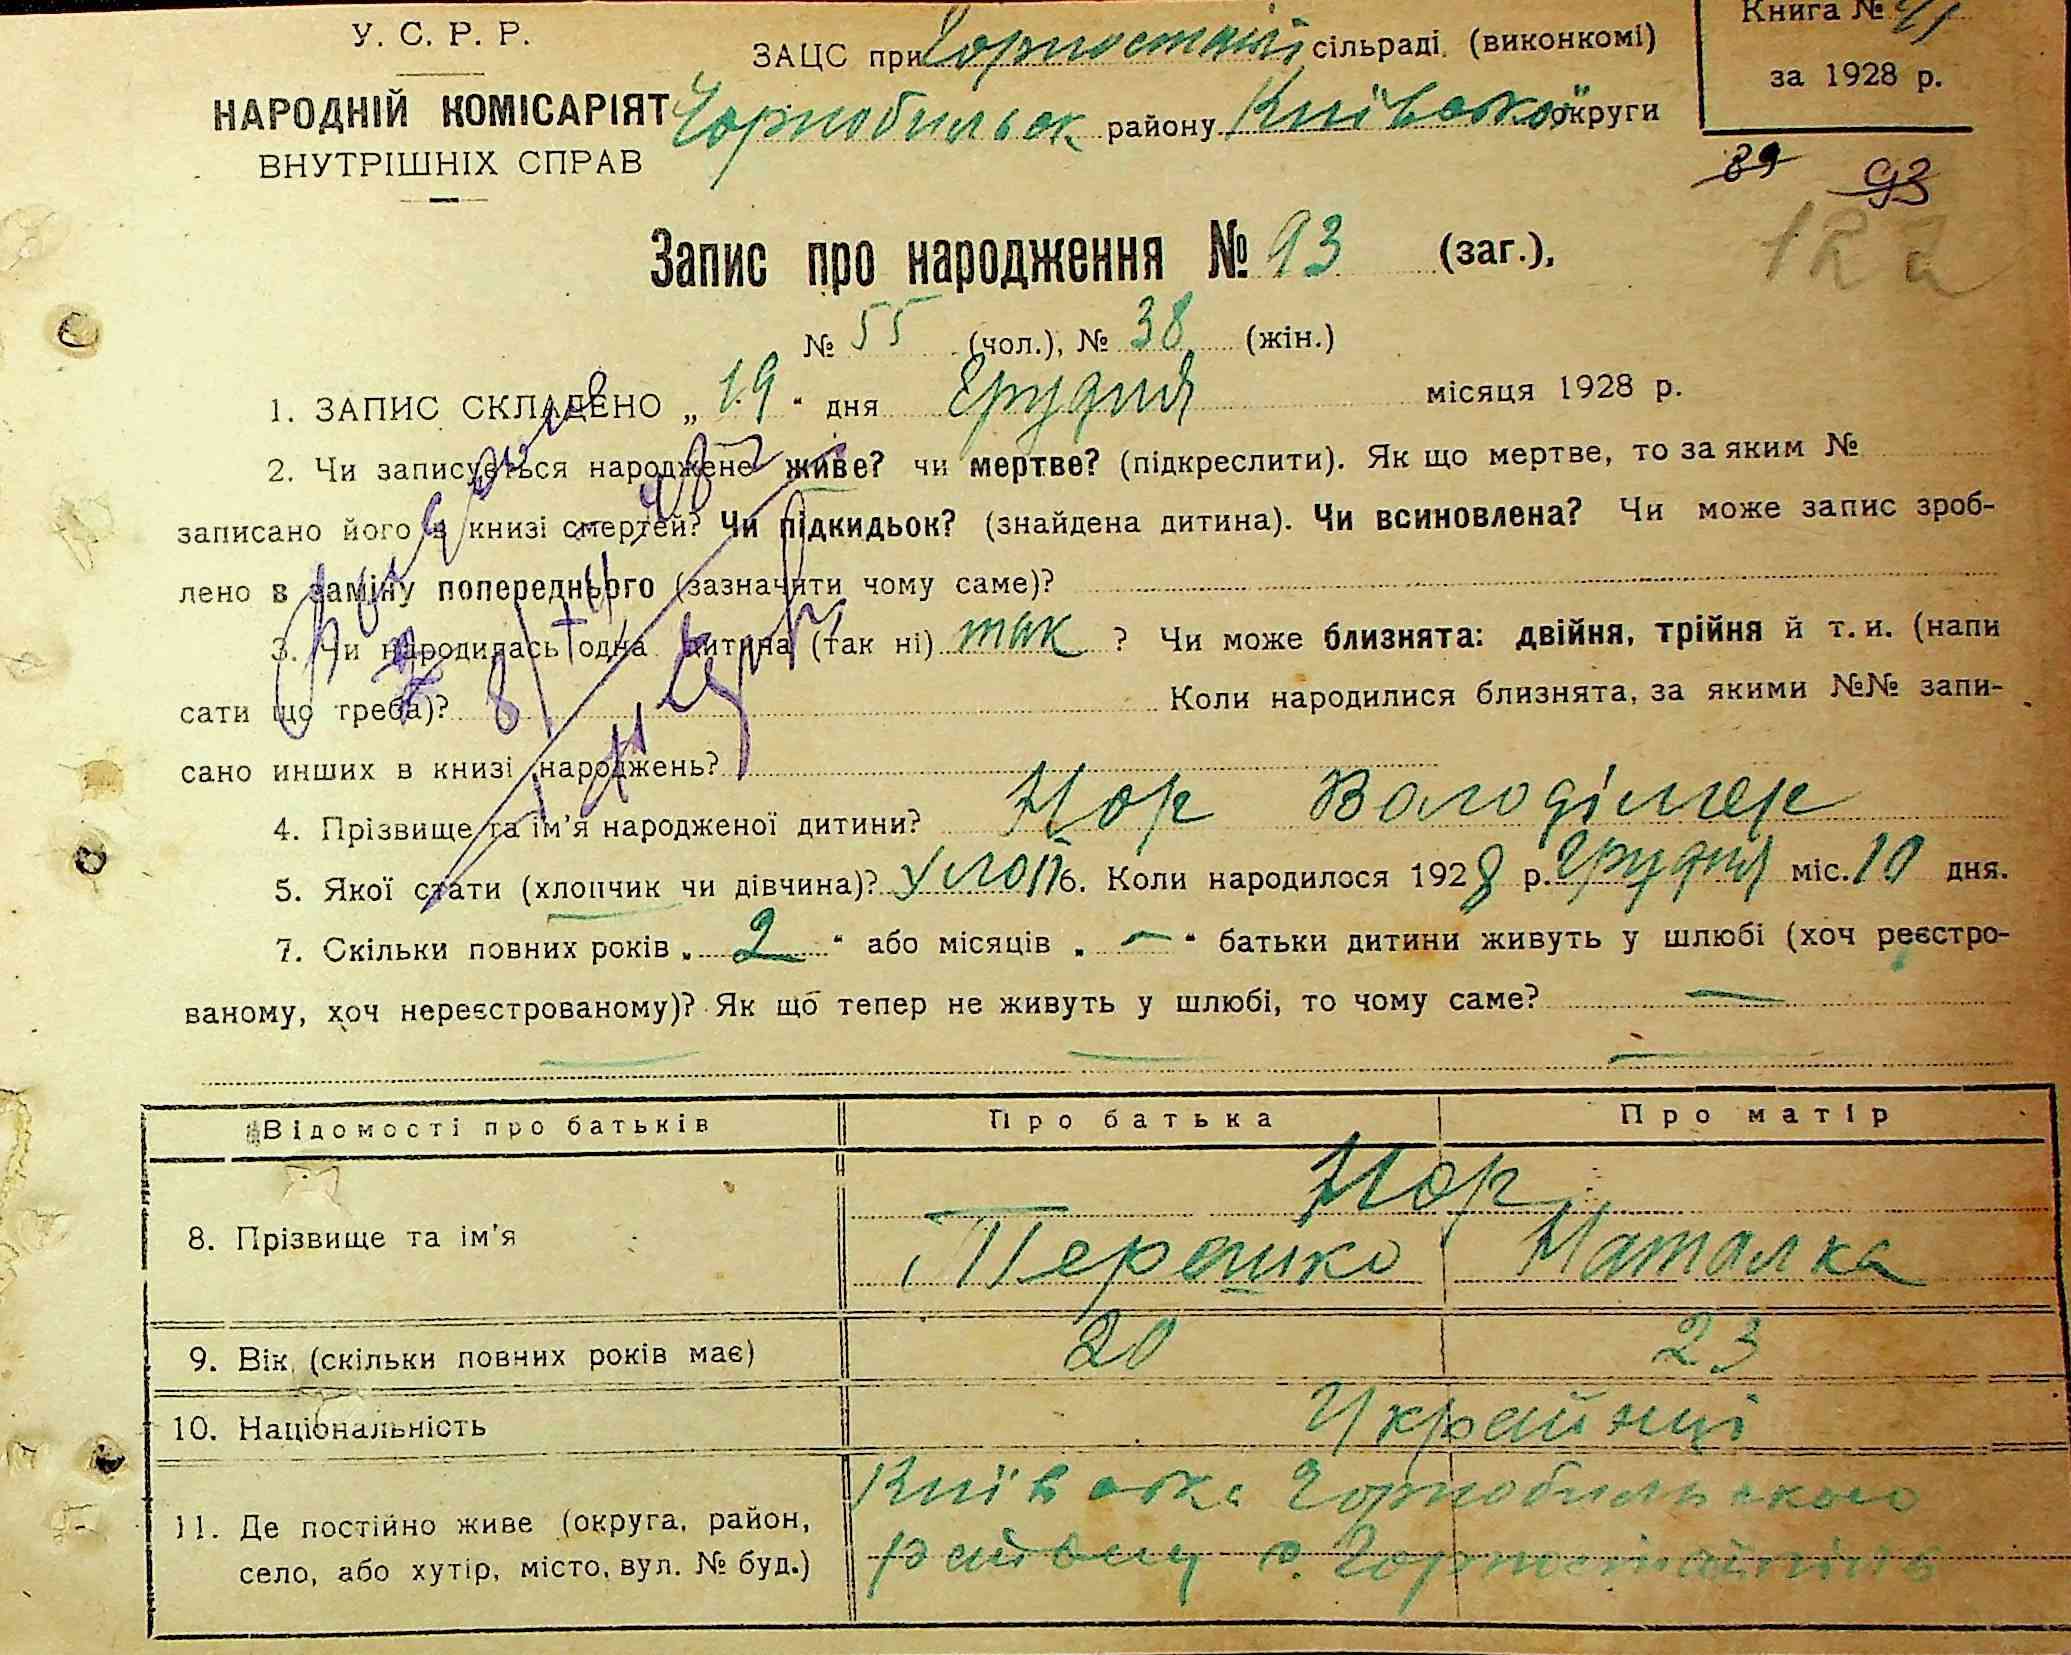 У. С. Р. Р.
НАРОДНІЙ КОМІСАРІЯТ
ВНУТРІШНІХ СПРАВ
ЗАЦС при Горностай сільраді (виконкомі)
Чорнобильськ району Київської округи
Книга №
за 1928 р.
89 93
Запис про народження № 93 (заг.),
№ 55 (чол.), № 38 (жін.)
1. ЗАПИС СКЛАДЕНО „ 19 “ дня Грудня місяця 1928 р.
2. Чи записується народжене живе? чи мертве? (підкреслити). Як що мертве, то за яким №
записано його в книзі смертей? Чи підкидьок? (знайдена дитина). Чи всиновлена? Чи може запис зроб-
лено в заміну попереднього (зазначити чому саме)?
3. Чи народилась одна дитина (так ні) так ? Чи може близнята: двійня, трійня й т. и. (напи
сати що треба)? Коли народилися близнята, за якими №№ запи-
сано инших в книзі народжень?
4. Прізвище та ім’я народженої дитини? Нор Володімер
5. Якої стати (хлопчик чи дівчина)? Хлоп 6. Коли народилося 1928 р. Грудня міс. 10 дня.
7. Скільки повних років „ 2 “ або місяців „ — “ батьки дитини живуть у шлюбі (хоч реєстро-
ваному, хоч нереєстрованому)? Як що тепер не живуть у шлюбі, то чому саме? —
— — —
Відомості про батьків Про батька Про матір
Нор
8. Прізвище та ім’я Терешко Наталка
9. Вік (скільки повних років має) 20 23
10. Національність Украйнці
11. Де постійно живе (округа, район,
село, або хутір, місто, вул. № буд.)
Київська Чорнобильского
району с. Горностайпіль